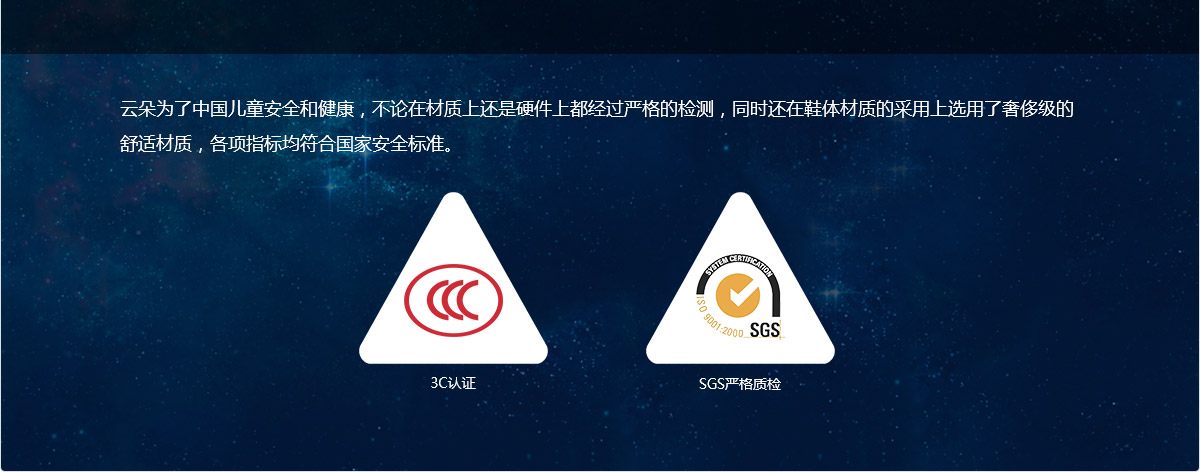 云朵为了中国儿童安全和健康，不论在材质上还是硬件上都经过严格的检测，同时还在鞋体材质的采用上选用了奢侈级的
舒适材质，各项指标均符合国家安全标准。
SYSTEM CERTIFICATION
ISO 9001:2000
SGS
3C认证
SGS严格质检